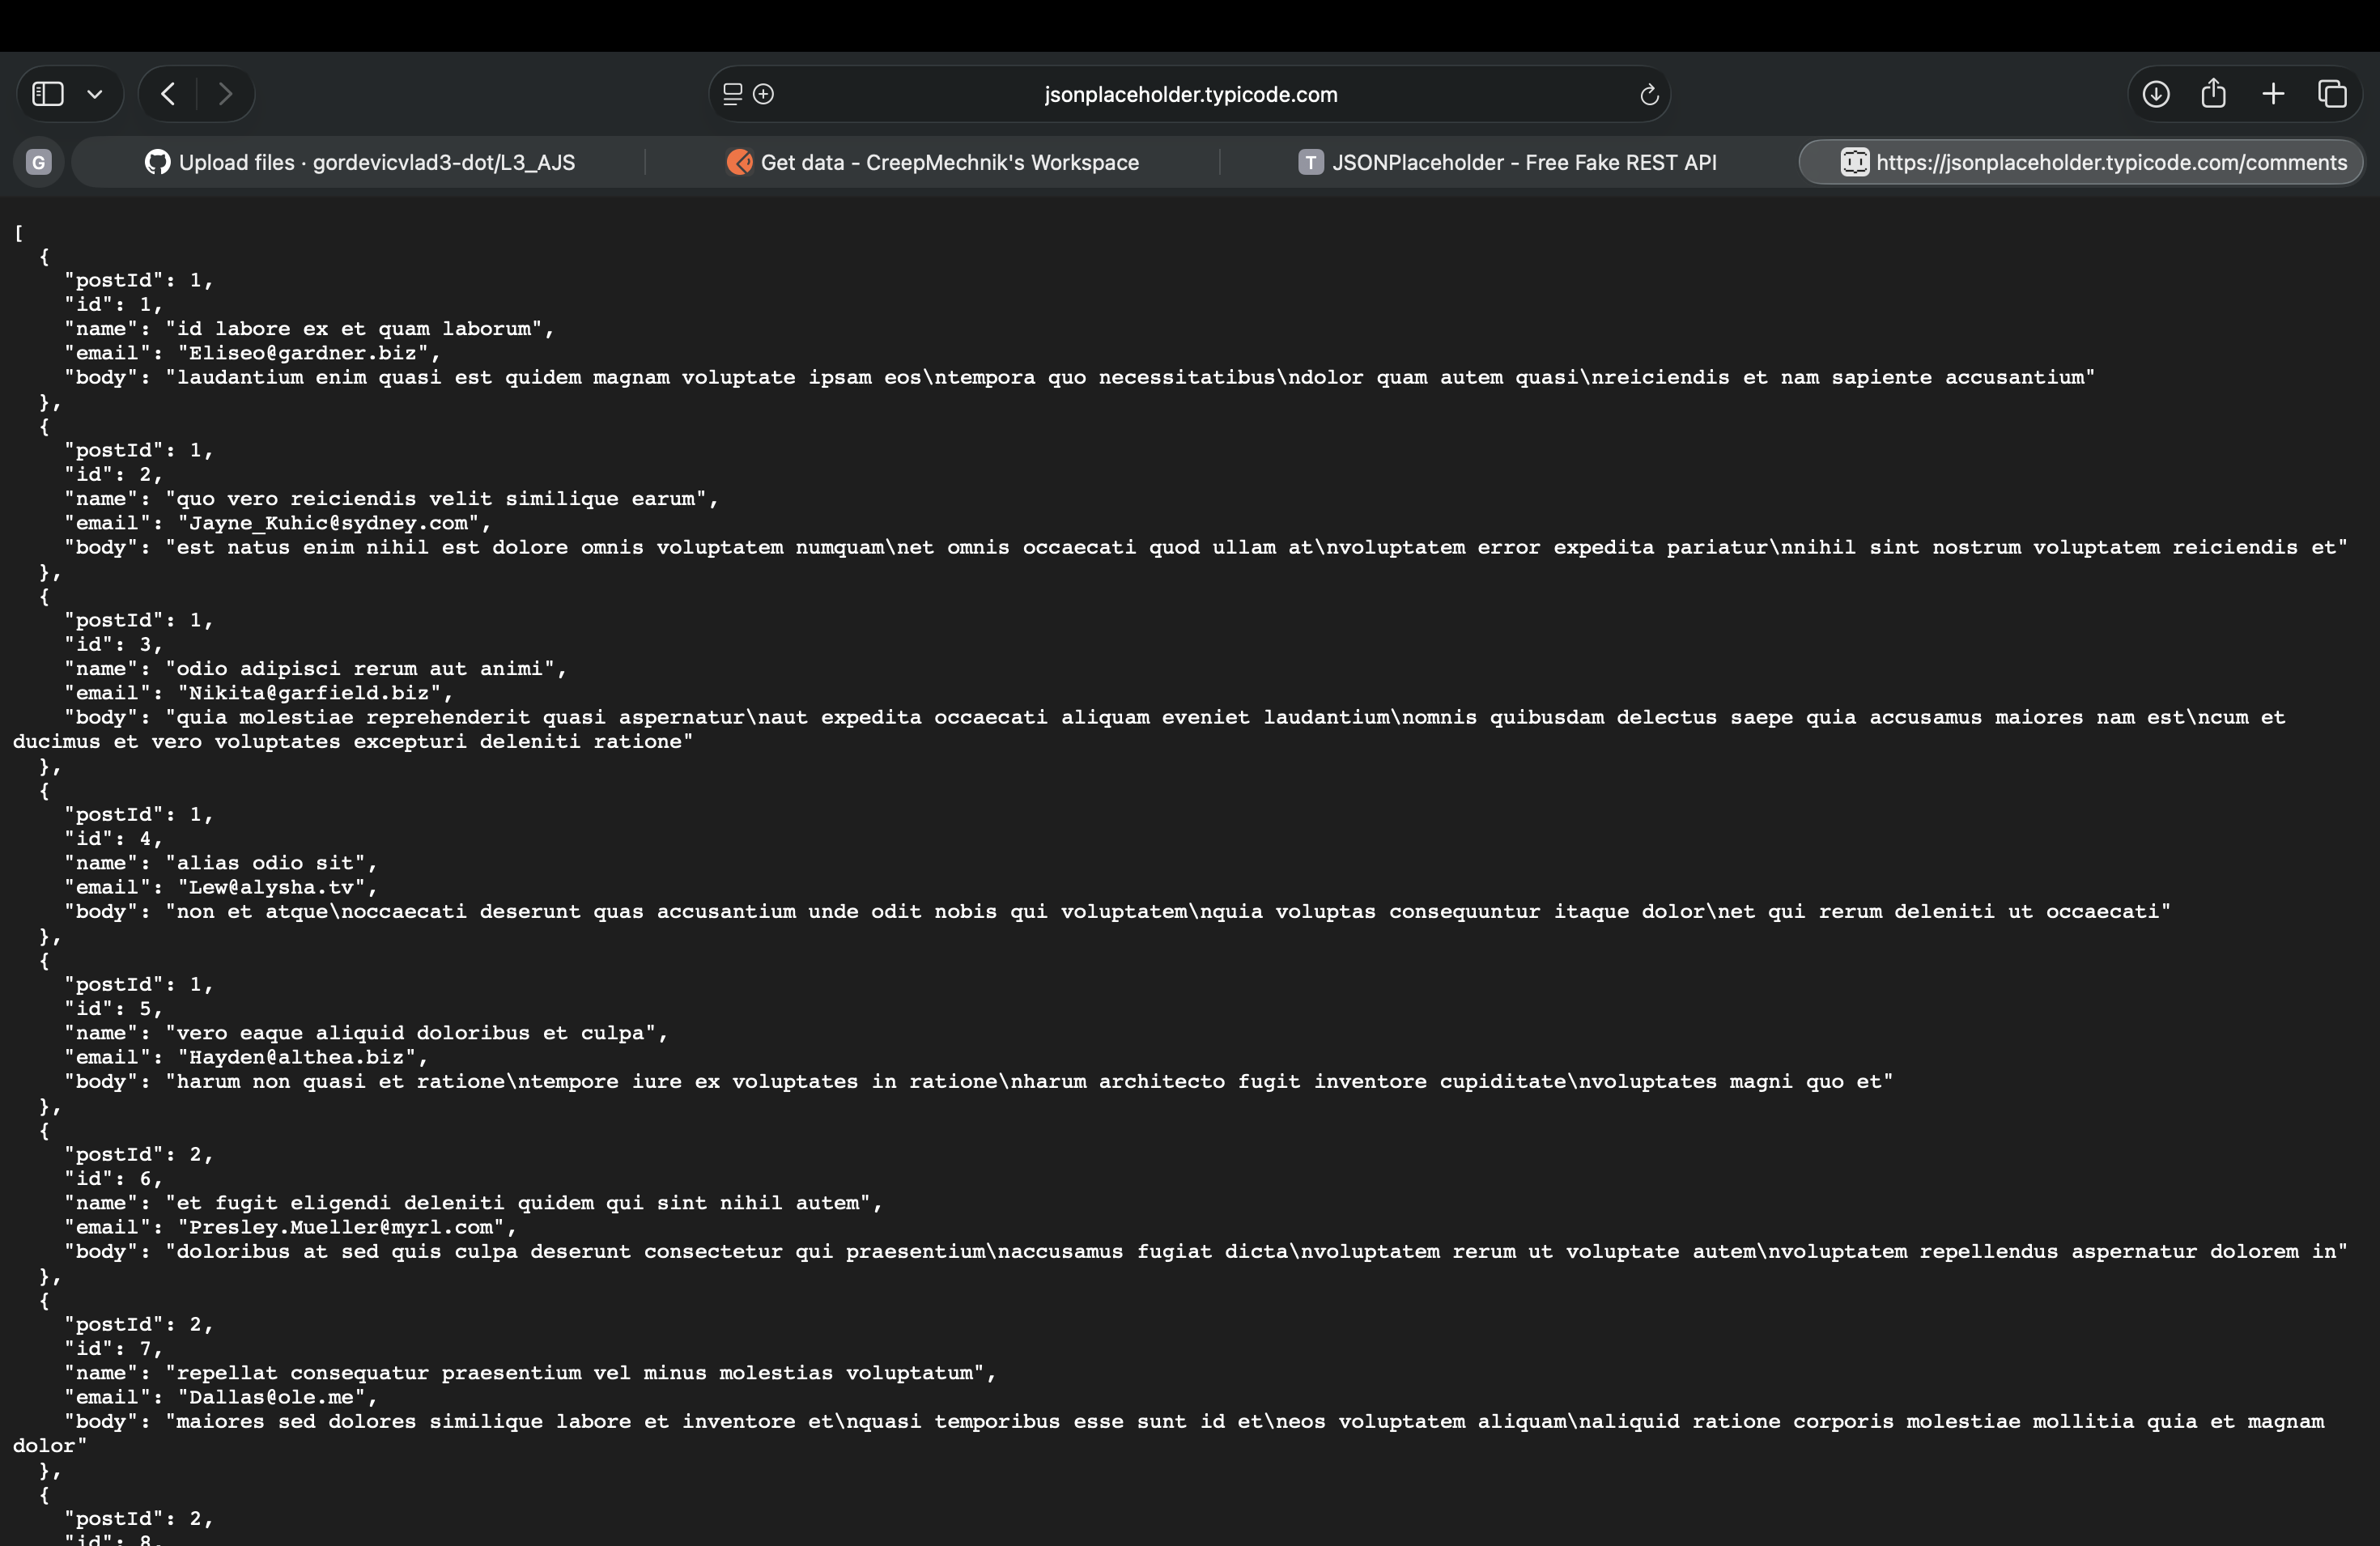 jsonplaceholder.typicode.com
G
Upload files · gordevicvlad3-dot/L3_AJS
Get data - CreepMechnik's Workspace
T JSONPlaceholder - Free Fake REST API
https://jsonplaceholder.typicode.com/comments
[
  {
    "postId": 1,
    "id": 1,
    "name": "id labore ex et quam laborum",
    "email": "Eliseo@gardner.biz",
    "body": "laudantium enim quasi est quidem magnam voluptate ipsam eos\ntempora quo necessitatibus\ndolor quam autem quasi\nreiciendis et nam sapiente accusantium"
  },
  {
    "postId": 1,
    "id": 2,
    "name": "quo vero reiciendis velit similique earum",
    "email": "Jayne_Kuhic@sydney.com",
    "body": "est natus enim nihil est dolore omnis voluptatem numquam\net omnis occaecati quod ullam at\nvoluptatem error expedita pariatur\nnihil sint nostrum voluptatem reiciendis et"
  },
  {
    "postId": 1,
    "id": 3,
    "name": "odio adipisci rerum aut animi",
    "email": "Nikita@garfield.biz",
    "body": "quia molestiae reprehenderit quasi aspernatur\naut expedita occaecati aliquam eveniet laudantium\nomnis quibusdam delectus saepe quia accusamus maiores nam est\ncum et
ducimus et vero voluptates excepturi deleniti ratione"
  },
  {
    "postId": 1,
    "id": 4,
    "name": "alias odio sit",
    "email": "Lew@alysha.tv",
    "body": "non et atque\noccaecati deserunt quas accusantium unde odit nobis qui voluptatem\nquia voluptas consequuntur itaque dolor\net qui rerum deleniti ut occaecati"
  },
  {
    "postId": 1,
    "id": 5,
    "name": "vero eaque aliquid doloribus et culpa",
    "email": "Hayden@althea.biz",
    "body": "harum non quasi et ratione\ntempore iure ex voluptates in ratione\nharum architecto fugit inventore cupiditate\nvoluptates magni quo et"
  },
  {
    "postId": 2,
    "id": 6,
    "name": "et fugit eligendi deleniti quidem qui sint nihil autem",
    "email": "Presley.Mueller@myrl.com",
    "body": "doloribus at sed quis culpa deserunt consectetur qui praesentium\naccusamus fugiat dicta\nvoluptatem rerum ut voluptate autem\nvoluptatem repellendus aspernatur dolorem in"
  },
  {
    "postId": 2,
    "id": 7,
    "name": "repellat consequatur praesentium vel minus molestias voluptatum",
    "email": "Dallas@ole.me",
    "body": "maiores sed dolores similique labore et inventore et\nquasi temporibus esse sunt id et\neos voluptatem aliquam\naliquid ratione corporis molestiae mollitia quia et magnam
dolor"
  },
  {
    "postId": 2,
    "id": 8,